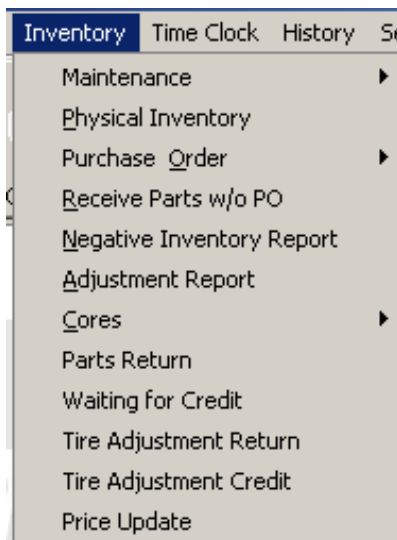 Inventory Time Clock History
Maintenance
Physical Inventory
Purchase Order
Receive Parts w/o PO
Negative Inventory Report
Adjustment Report
Cores
Parts Return
Waiting for Credit
Tire Adjustment Return
Tire Adjustment Credit
Price Update